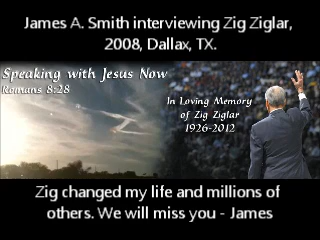 James A. Smith interviewing Zig Ziglar,
2008, Dallax, TX.
Speaking with Jesus Now
Romans 8:28
In Loving Memory
of Zig Ziglar
1926-2012
Zig changed my life and millions of
others. We will miss you - James